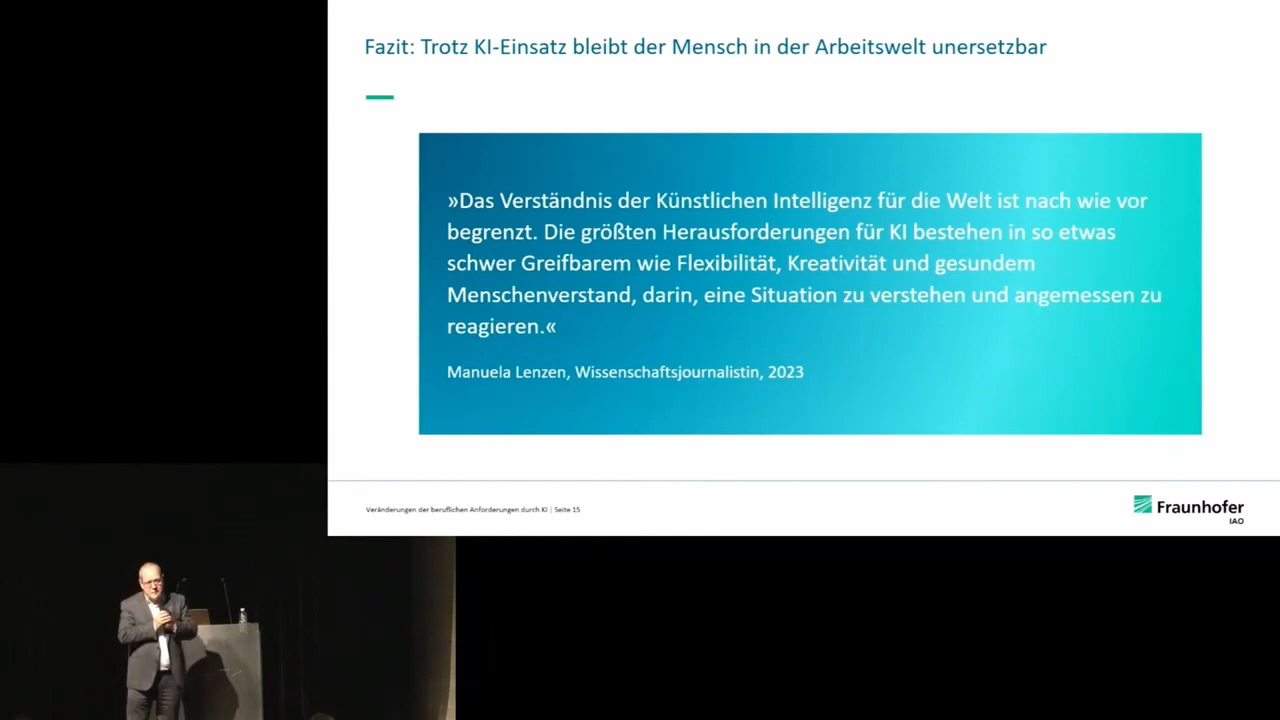 Fazit: Trotz KI-Einsatz bleibt der Mensch in der Arbeitswelt unersetzbar
»Das Verständnis der Künstlichen Intelligenz für die Welt ist nach wie vor
begrenzt. Die größten Herausforderungen für KI bestehen in so etwas
schwer Greifbarem wie Flexibilität, Kreativität und gesundem
Menschenverstand, darin, eine Situation zu verstehen und angemessen zu
reagieren.«
Manuela Lenzen, Wissenschaftsjournalistin, 2023
Veränderungen der beruflichen Anforderungen durch KI | Seite 15
Fraunhofer
IAO